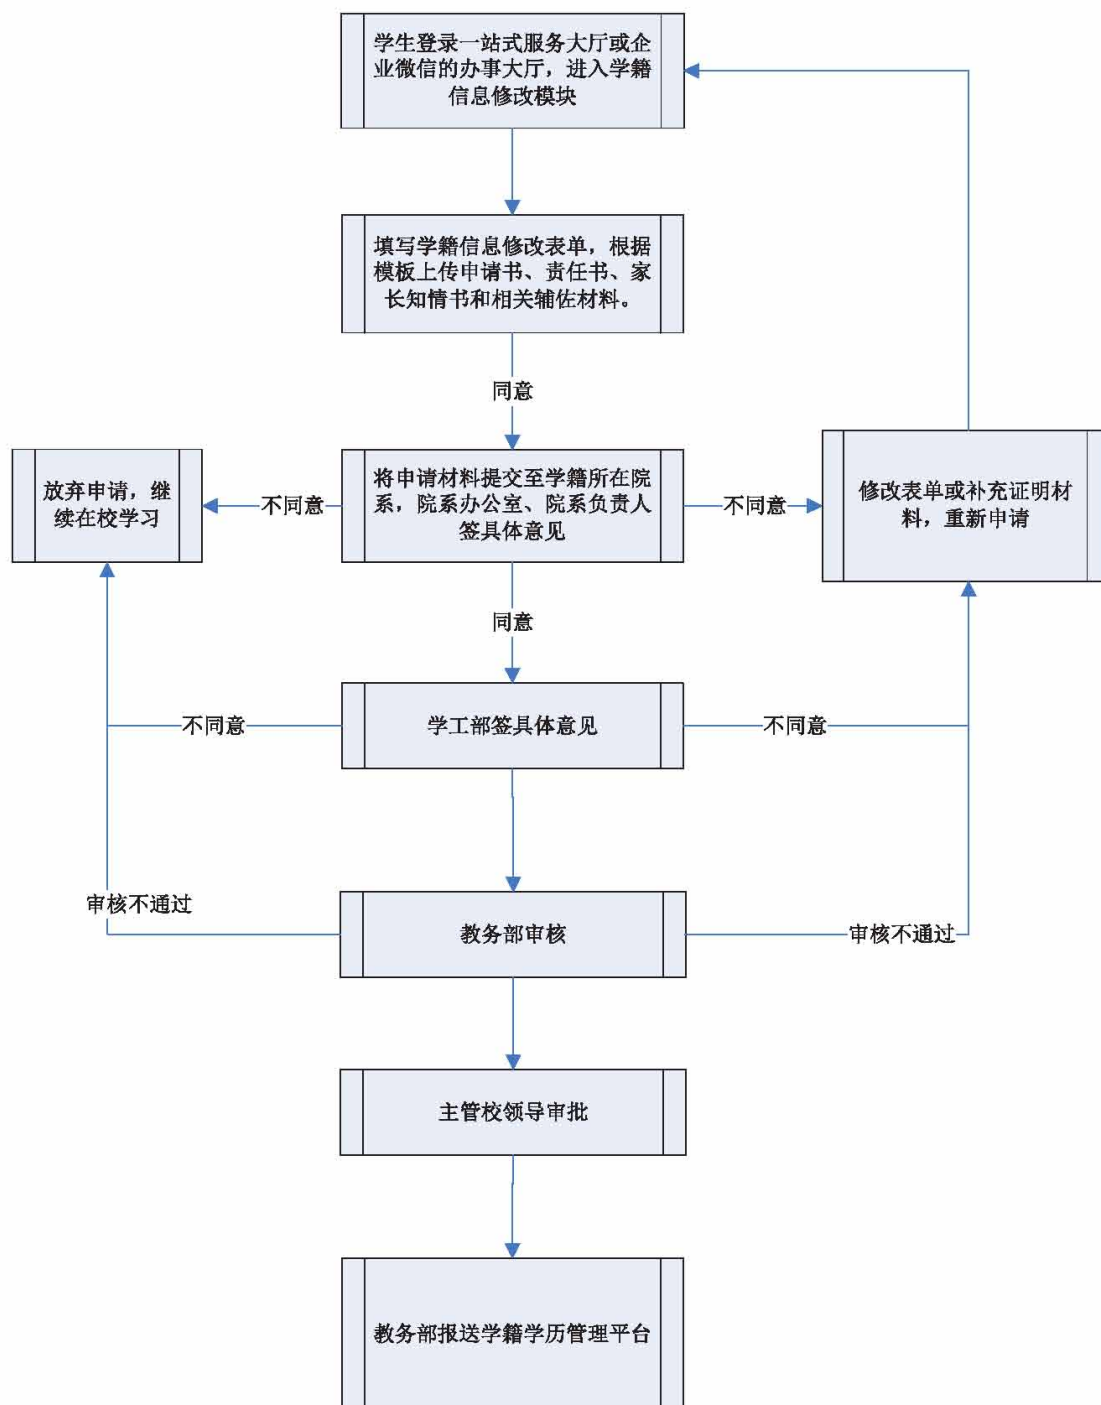 学生登录一站式服务大厅或企
业微信的办事大厅，进入学籍
信息修改模块
填写学籍信息修改表单，根据
模板上传申请书、责任书、家
长知情书和相关辅佐材料。
同意
放弃申请，继
续在校学习
不同意
将申请材料提交至学籍所在院
系，院系办公室、院系负责人
签具体意见
不同意
修改表单或补充证明材
料，重新申请
同意
不同意
学工部签具体意见
不同意
审核不通过
教务部审核
审核不通过
主管校领导审批
教务部报送学籍学历管理平台